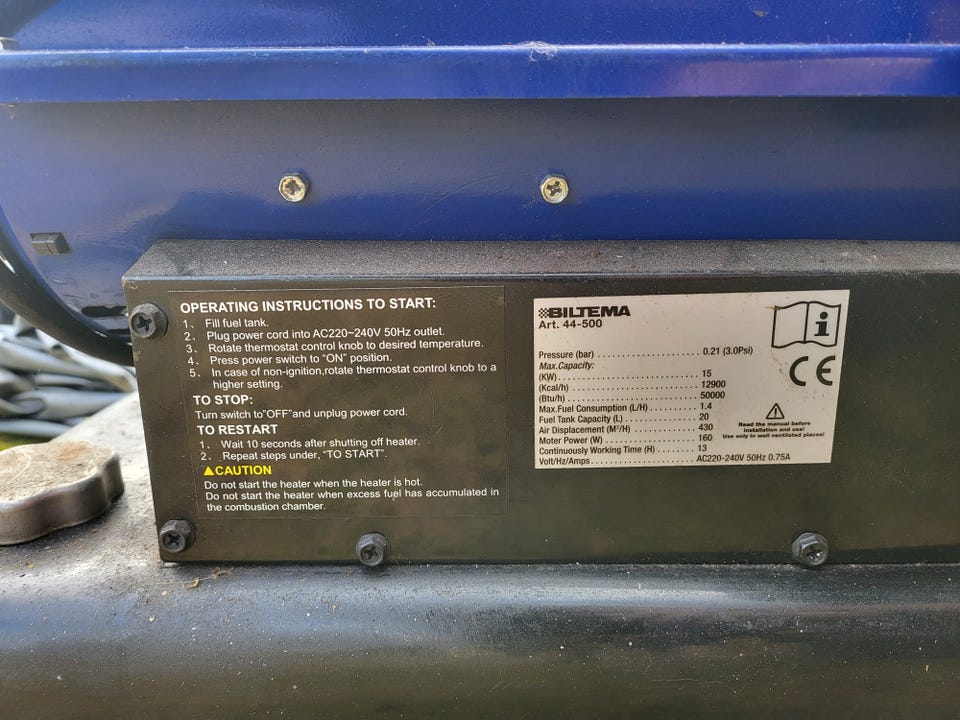 OPERATING INSTRUCTIONS TO START:
1、 Fill fuel tank.
2、 Plug power cord into AC220~240V 50Hz outlet.
3、 Rotate thermostat control knob to desired temperature.
4、 Press power switch to "ON" position.
5、 In case of non-ignition,rotate thermostat control knob to a
higher setting.
TO STOP:
Turn switch to"OFF"and unplug power cord.
TO RESTART
1、 Wait 10 seconds after shutting off heater.
2、 Repeat steps under, "TO START".
CAUTION
Do not start the heater when the heater is hot.
Do not start the heater when excess fuel has accumulated in
the combustion chamber.
BILTEMA
Art. 44-500
Pressure (bar) ........................ 0.21 (3.0Psi)
Max.Capacity:
(KW) ........................ 15
(Kcal/h) ........................ 12900
(Btu/h) ........................ 50000
Max.Fuel Consumption (L/H) ............ 1.4
Fuel Tank Capacity (L) ................ 20
Air Displacement (M³/H) ............... 430
Motor Power (W) ....................... 160
Continuously Working Time (H) ......... 13
Volt/Hz/Amps ........................ AC220-240V 50Hz 0.75A
i
CE
Read the manual before
installation and use!
Use only in well ventilated places!